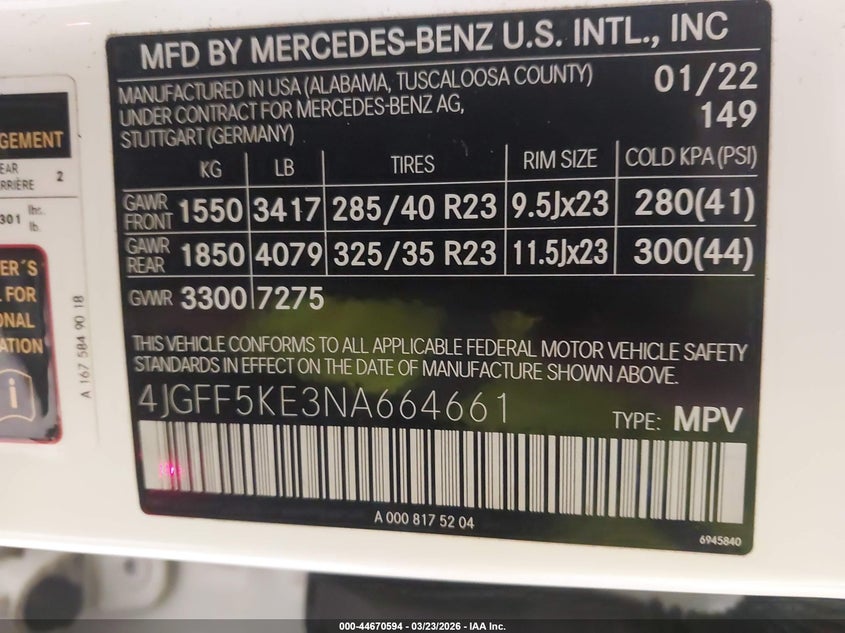 MFD BY MERCEDES-BENZ U.S. INTL., INC
MANUFACTURED IN USA (ALABAMA, TUSCALOOSA COUNTY)
UNDER CONTRACT FOR MERCEDES-BENZ AG,
STUTTGART (GERMANY)
01/22
149
KG LB TIRES RIM SIZE COLD KPA (PSI)
GAWR FRONT 1550 3417 285/40 R23 9.5Jx23 280(41)
GAWR REAR 1850 4079 325/35 R23 11.5Jx23 300(44)
GVWR 3300 7275
THIS VEHICLE CONFORMS TO ALL APPLICABLE FEDERAL MOTOR VEHICLE SAFETY
STANDARDS IN EFFECT ON THE DATE OF MANUFACTURE SHOWN ABOVE.
4JGFF5KE3NA664661
TYPE: MPV
A 000 817 52 04
6945840
GEMENT
EAR
RRIÈRE 2
301 lb.
ER´S
FOR
ONAL
ATION
A 167 584 90 18
000-44670594 - 03/23/2026 - IAA Inc.